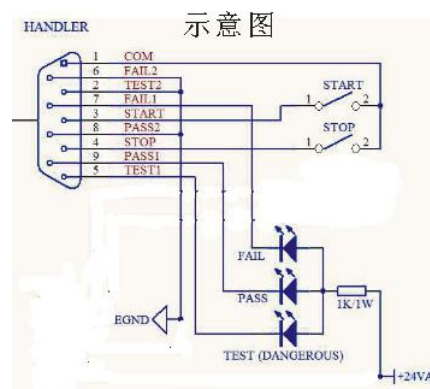 示意图
HANDLER
1 COM
6 FAIL2
2 TEST2
7 FAIL1
3 START
8 PASS2
4 STOP
9 PASS1
5 TEST1
START
1 2
STOP
1 2
FAIL
PASS
1K/1W
EGND
TEST (DANGEROUS)
+24VA